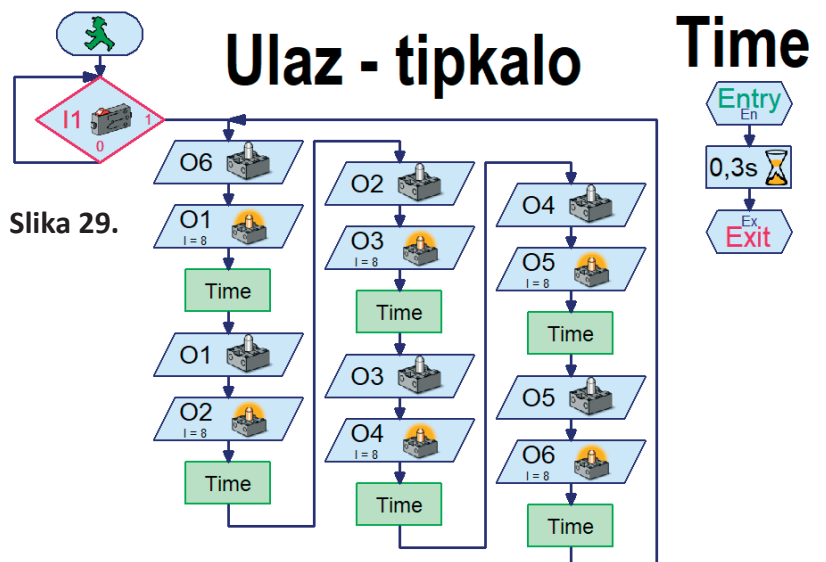 Ulaz - tipkalo
Time
I1
1
0
Slika 29.
O6
O1
I = 8
Time
O1
O2
I = 8
Time
O2
O3
I = 8
Time
O3
O4
I = 8
Time
O4
O5
I = 8
Time
O5
O6
I = 8
Time
Entry
En
0,3s
Ex
Exit